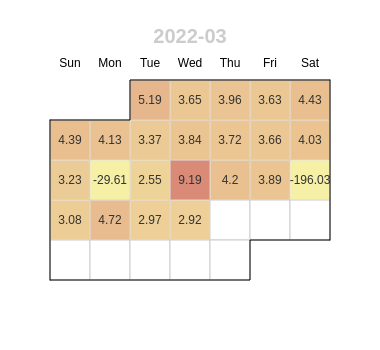 2022-03
Sun Mon Tue Wed Thu Fri Sat
5.19 3.65 3.96 3.63 4.43
4.39 4.13 3.37 3.84 3.72 3.66 4.03
3.23 -29.61 2.55 9.19 4.2 3.89 -196.03
3.08 4.72 2.97 2.92